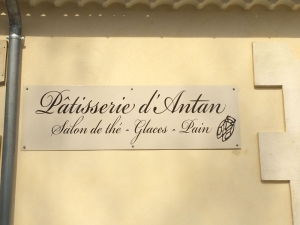 Pâtisserie d'Antan
Salon de thé - Glaces - Pain